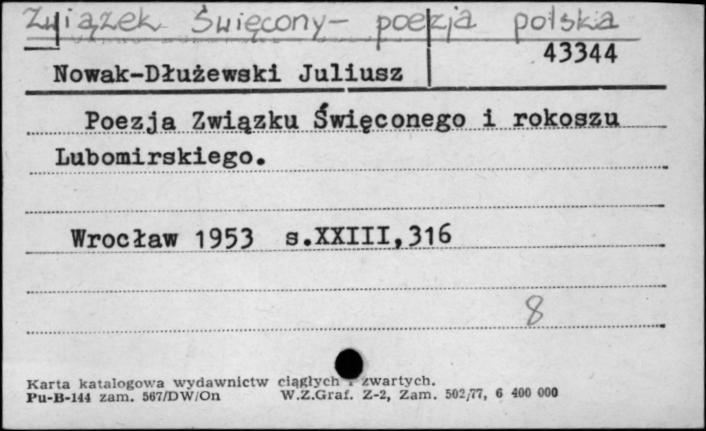 Związek Święcony - poezja polska
43344
Nowak-Dłużewski Juliusz
Poezja Związku Święconego i rokoszu
Lubomirskiego.
Wrocław 1953 s.XXIII,316
8
Karta katalogowa wydawnictw ciągłych i zwartych.
Pu-B-144 zam. 567/DW/On W.Z.Graf. Z-2, Zam. 502/77, 6 400 000